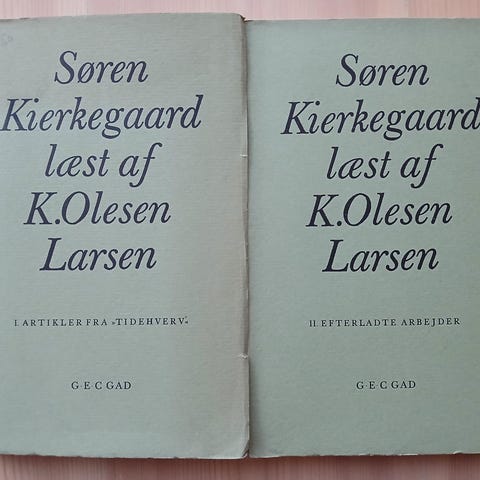 Søren
Kierkegaard
læst af
K.Olesen
Larsen
I. ARTIKLER FRA »TIDEHVERV«
G·E·C GAD
Søren
Kierkegaard
læst af
K.Olesen
Larsen
II. EFTERLADTE ARBEJDER
G·E·C GAD